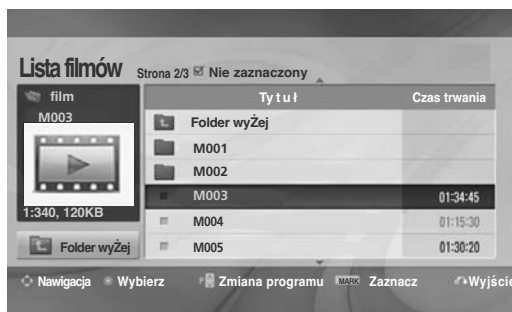 Lista filmów Strona 2/3 Nie zaznaczony
film
M003
1:340, 120KB
Folder wyŻej
Tytuł Czas trwania
Folder wyŻej
M001
M002
M003 01:34:45
M004 01:15:30
M005 01:30:20
Nawigacja Wybierz P Zmiana programu MARK Zaznacz Wyjście